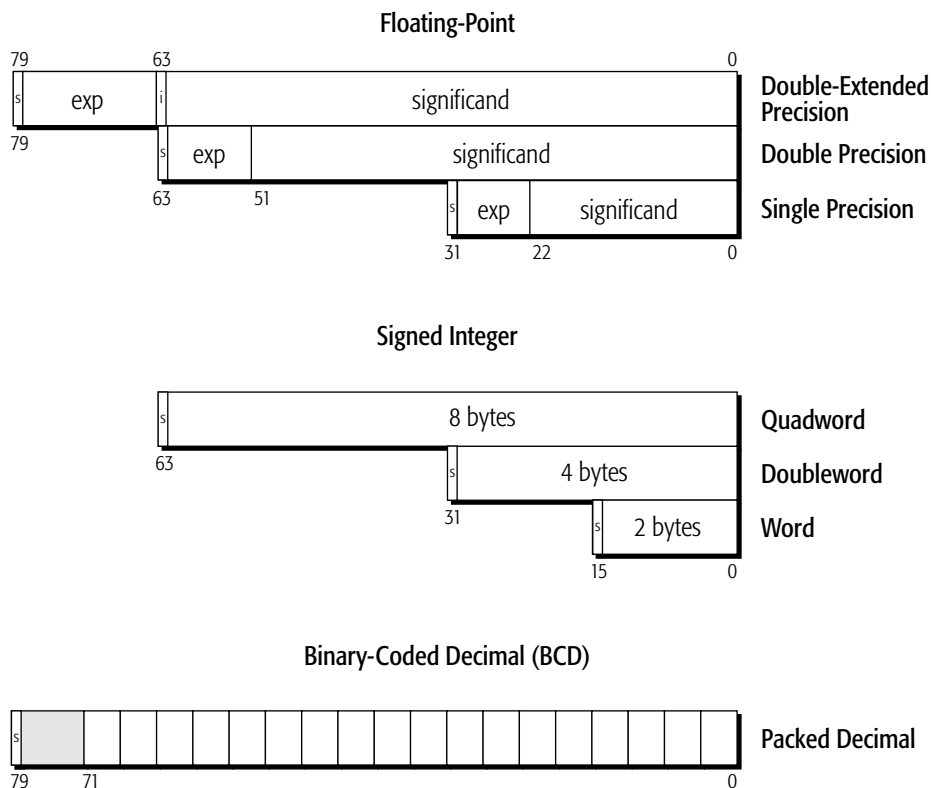 Floating-Point
79 63 0
s exp i significand Double-Extended Precision
79 s exp significand Double Precision
63 51 s exp significand Single Precision
31 22 0
Signed Integer
s 8 bytes Quadword
63 s 4 bytes Doubleword
31 s 2 bytes Word
15 0
Binary-Coded Decimal (BCD)
s Packed Decimal
79 71 0